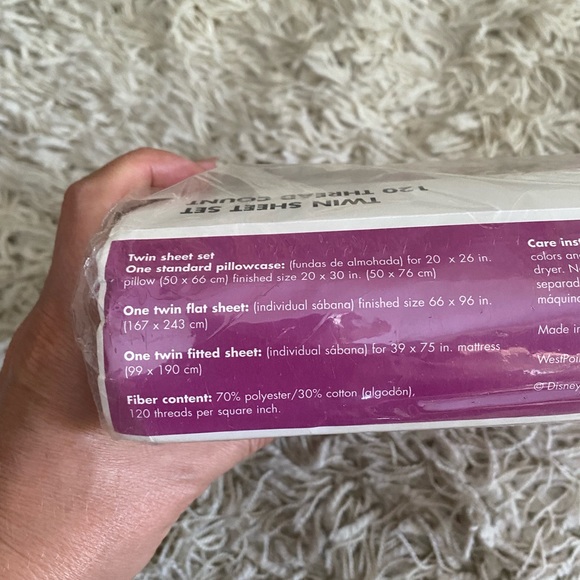 TWIN SHEET SET
120 THREAD COUNT
Twin sheet set
One standard pillowcase: (fundas de almohada) for 20 x 26 in.
pillow (50 x 66 cm) finished size 20 x 30 in. (50 x 76 cm)
One twin flat sheet: (individual sábana) finished size 66 x 96 in.
(167 x 243 cm)
One twin fitted sheet: (individual sábana) for 39 x 75 in. mattress
(99 x 190 cm)
Fiber content: 70% polyester/30% cotton (algodón),
120 threads per square inch.
Care inst
colors an
dryer. N
separad
máquin
Made in
WestPoi
© Disney